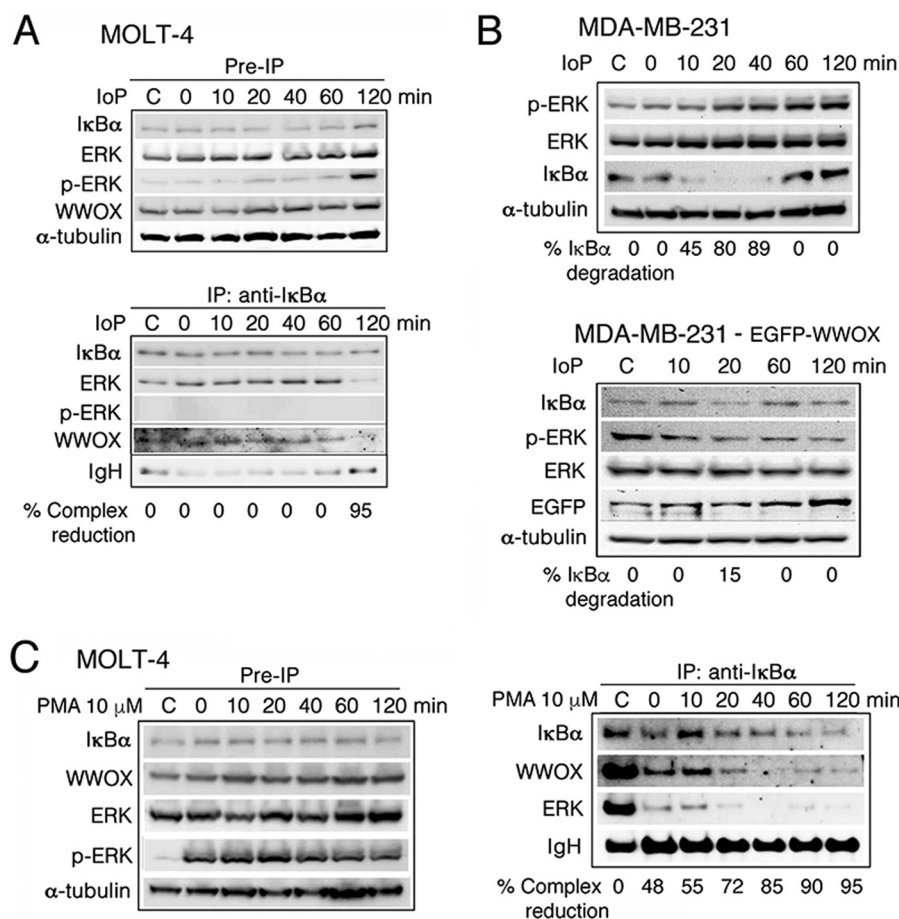 A MOLT-4
Pre-IP
IoP C 0 10 20 40 60 120 min
IκBα
ERK
p-ERK
WWOX
α-tubulin
IP: anti-IκBα
IoP C 0 10 20 40 60 120 min
IκBα
ERK
p-ERK
WWOX
IgH
% Complex 0 0 0 0 0 0 95
reduction
B MDA-MB-231
IoP C 0 10 20 40 60 120 min
p-ERK
ERK
IκBα
α-tubulin
% IκBα 0 0 45 80 89 0 0
degradation
MDA-MB-231 - EGFP-WWOX
IoP C 10 20 60 120 min
IκBα
p-ERK
ERK
EGFP
α-tubulin
% IκBα 0 0 15 0 0
degradation
C MOLT-4
Pre-IP
PMA 10 μM C 0 10 20 40 60 120 min
IκBα
WWOX
ERK
p-ERK
α-tubulin
IP: anti-IκBα
PMA 10 μM C 0 10 20 40 60 120 min
IκBα
WWOX
ERK
IgH
% Complex 0 48 55 72 85 90 95
reduction